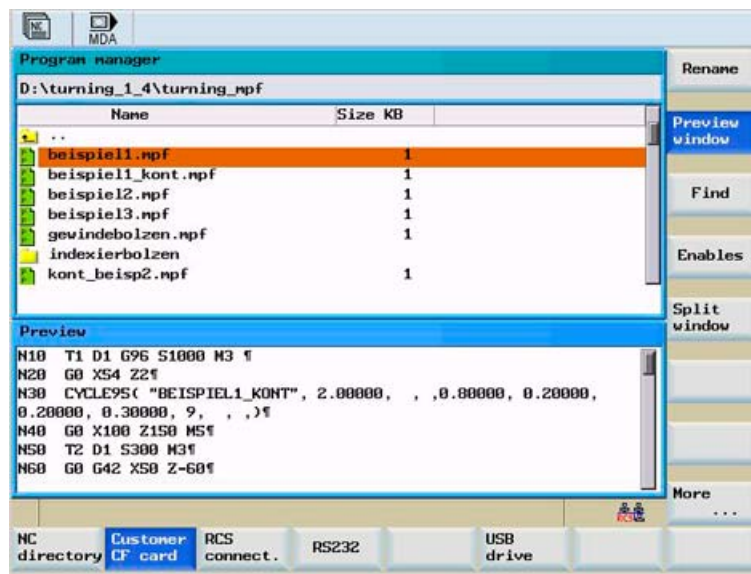 NC
MDA
Program manager
D:\turning_1_4\turning_mpf
Name Size KB
..
beispiel1.mpf 1
beispiel1_kont.mpf 1
beispiel2.mpf 1
beispiel3.mpf 1
gewindebolzen.mpf 1
indexierbolzen
kont_beisp2.mpf 1
Preview
N10 T1 D1 G96 S1000 M3 ¶
N20 G0 X54 Z2¶
N30 CYCLE95( "BEISPIEL1_KONT", 2.00000, , ,0.80000, 0.20000,
0.20000, 0.30000, 9, , ,)¶
N40 G0 X100 Z150 M5¶
N50 T2 D1 S300 M3¶
N60 G0 G42 X50 Z-60¶
Rename
Preview
window
Find
Enables
Split
window
More
...
RCS
NC
directory
Customer
CF card
RCS
connect.
RS232
USB
drive